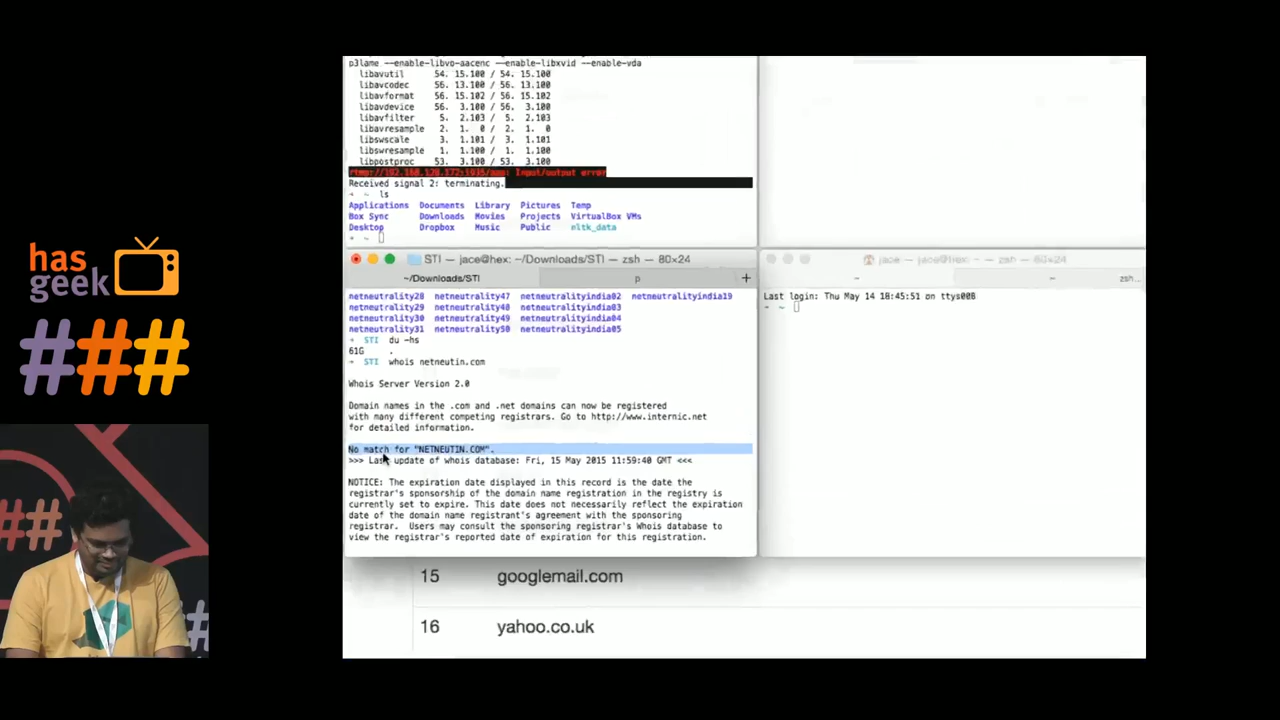 has
geek
###
##
##
p3lame --enable-libvo-aacenc --enable-libxvid --enable-vda
libavutil 54. 15.100 / 54. 15.100
libavcodec 56. 13.100 / 56. 13.100
libavformat 56. 15.102 / 56. 15.102
libavdevice 56. 3.100 / 56. 3.100
libavfilter 5. 2.103 / 5. 2.103
libavresample 2. 1. 0 / 2. 1. 0
libswscale 3. 1.101 / 3. 1.101
libswresample 1. 1.100 / 1. 1.100
libpostproc 53. 3.100 / 53. 3.100
Input/output error
Received signal 2: terminating.
~ ls
Applications Documents Library Pictures Temp
Box Sync Downloads Movies Projects VirtualBox VMs
Desktop Dropbox Music Public nltk_data
~
STI — jace@hex: ~/Downloads/STI — zsh — 80×24
~/Downloads/STI p +
netneutrality28 netneutrality47 netneutralityindia02 netneutralityindia19
netneutrality29 netneutrality48 netneutralityindia03
netneutrality30 netneutrality49 netneutralityindia04
netneutrality31 netneutrality50 netneutralityindia05
STI du -hs
61G .
STI whois netneutin.com
Whois Server Version 2.0
Domain names in the .com and .net domains can now be registered
with many different competing registrars. Go to http://www.internic.net
for detailed information.
No match for "NETNEUTIN.COM".
>>> Last update of whois database: Fri, 15 May 2015 11:59:40 GMT <<<
NOTICE: The expiration date displayed in this record is the date the
registrar's sponsorship of the domain name registration in the registry is
currently set to expire. This date does not necessarily reflect the expiration
date of the domain name registrant's agreement with the sponsoring
registrar. Users may consult the sponsoring registrar's Whois database to
view the registrar's reported date of expiration for this registration.
jace — jace@hex: ~ — zsh — 80×24
~ ~ zsh...
Last login: Thu May 14 18:45:51 on ttys008
~
15 googlemail.com
16 yahoo.co.uk